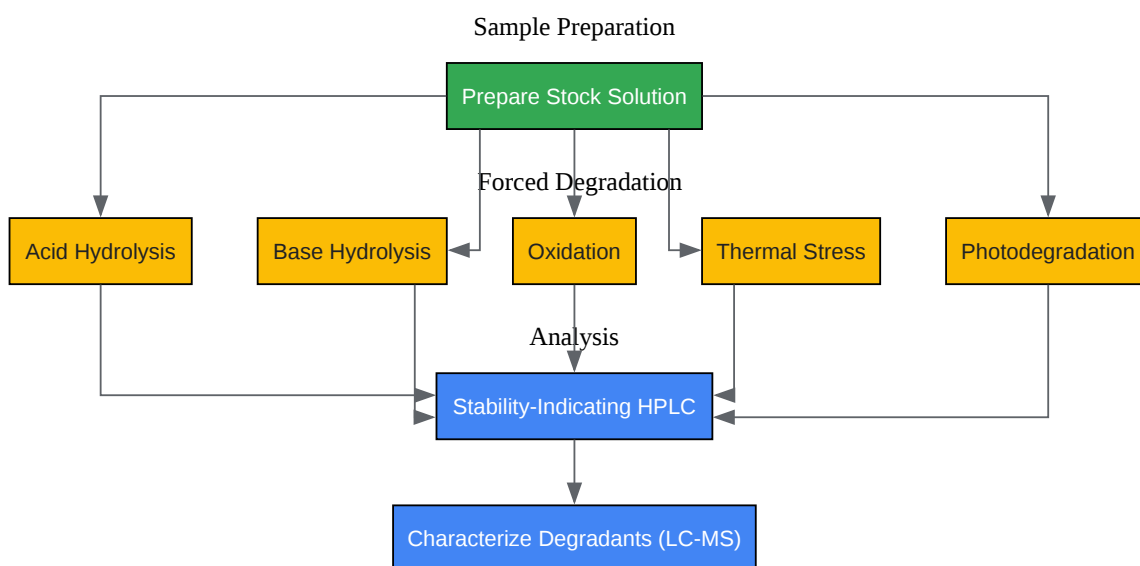 Sample Preparation
Prepare Stock Solution
Forced Degradation
Acid Hydrolysis
Base Hydrolysis
Oxidation
Thermal Stress
Photodegradation
Analysis
Stability-Indicating HPLC
Characterize Degradants (LC-MS)